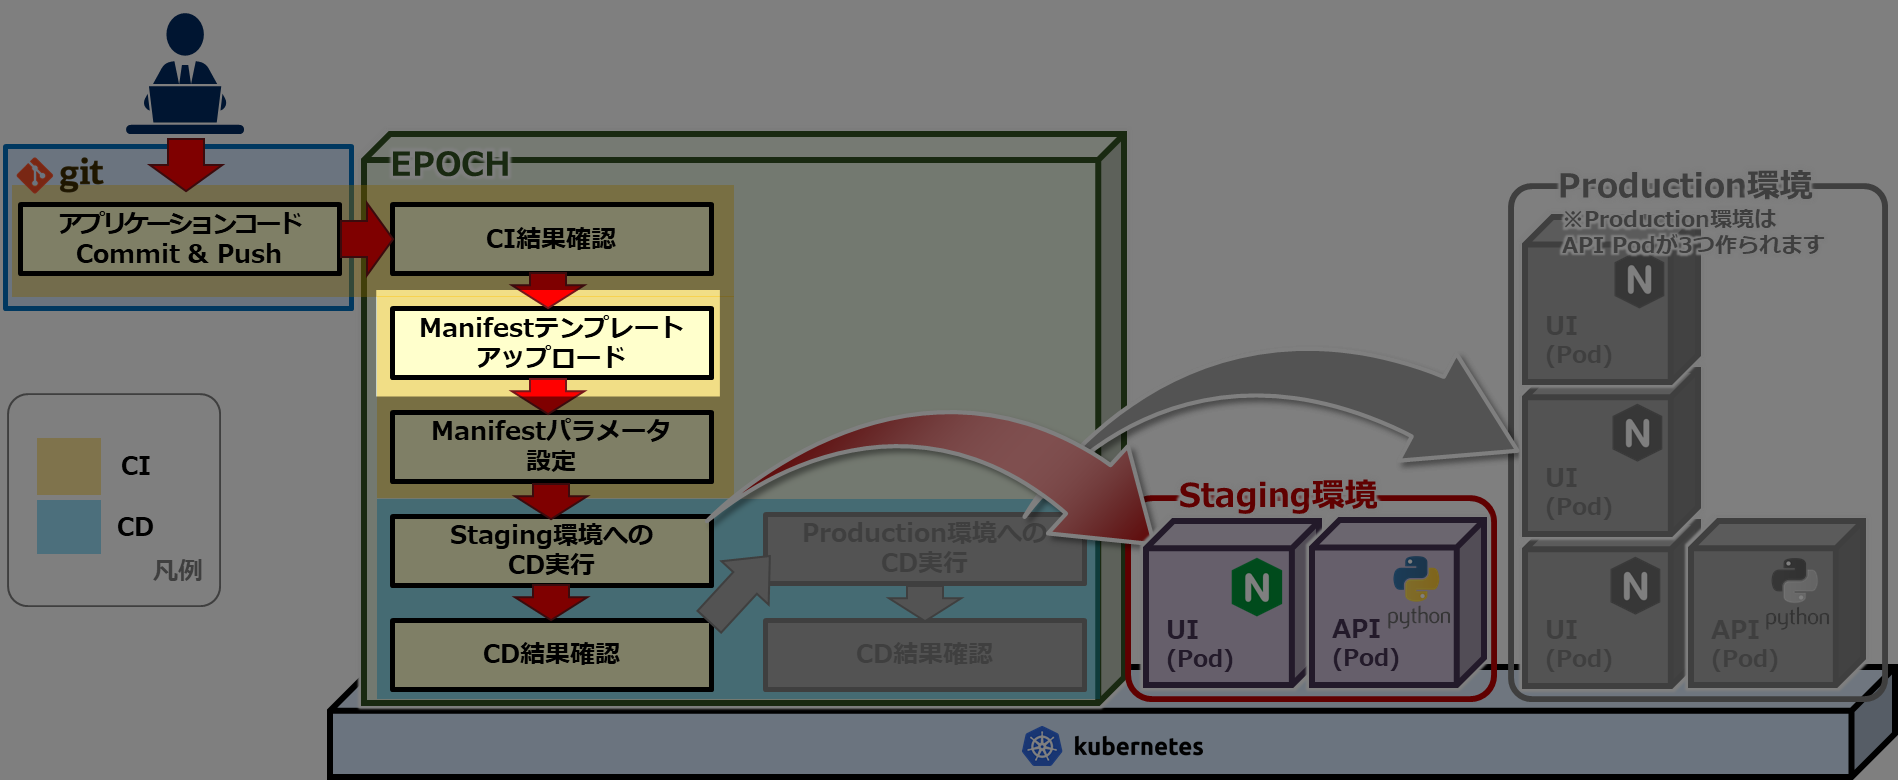 git
アプリケーションコード
Commit & Push
EPOCH
CI結果確認
Manifestテンプレート
アップロード
Manifestパラメータ
設定
Staging環境への
CD実行
CD結果確認
Production環境への
CD実行
CD結果確認
CI
CD
凡例
Staging環境
UI
(Pod)
API
(Pod)
python
Production環境
※Production環境は
API Podが3つ作られます
UI
(Pod)
UI
(Pod)
UI
(Pod)
API
(Pod)
python
kubernetes